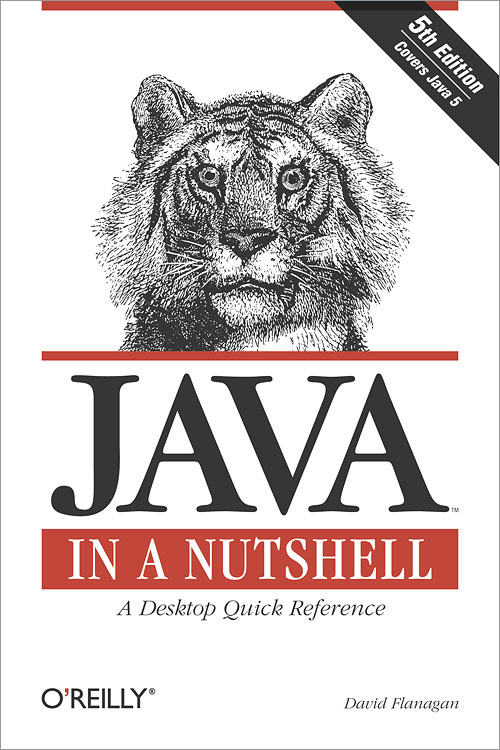 5th Edition
Covers Java 5
JAVA™
IN A NUTSHELL
A Desktop Quick Reference
O'REILLY®
David Flanagan